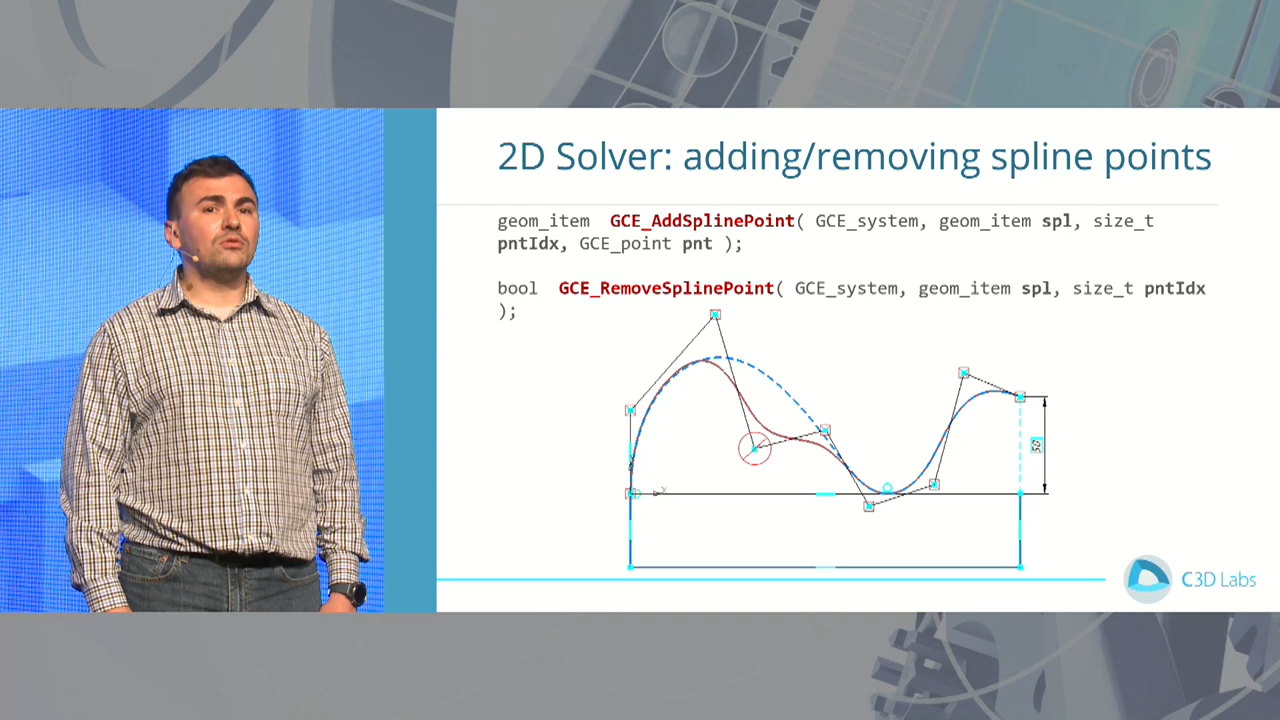 2D Solver: adding/removing spline points
geom_item GCE_AddSplinePoint( GCE_system, geom_item spl, size_t
pntIdx, GCE_point pnt );
bool GCE_RemoveSplinePoint( GCE_system, geom_item spl, size_t pntIdx
);
50
C3D Labs